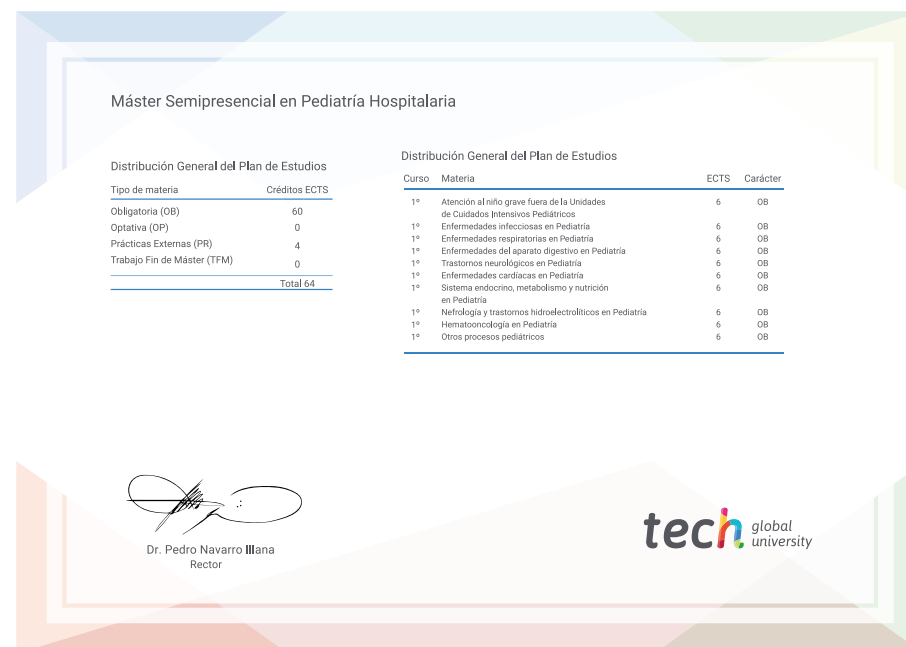 Máster Semipresencial en Pediatría Hospitalaria
Distribución General del Plan de Estudios
Tipo de materia Créditos ECTS
Obligatoria (OB) 60
Optativa (OP) 0
Prácticas Externas (PR) 4
Trabajo Fin de Máster (TFM) 0
Total 64
Distribución General del Plan de Estudios
Curso Materia ECTS Carácter
1º Atención al niño grave fuera de la Unidades 6 OB
de Cuidados Intensivos Pediátricos
1º Enfermedades infecciosas en Pediatría 6 OB
1º Enfermedades respiratorias en Pediatría 6 OB
1º Enfermedades del aparato digestivo en Pediatría 6 OB
1º Trastornos neurológicos en Pediatría 6 OB
1º Enfermedades cardíacas en Pediatría 6 OB
1º Sistema endocrino, metabolismo y nutrición 6 OB
en Pediatría
1º Nefrología y trastornos hidroelectrolíticos en Pediatría 6 OB
1º Hematooncología en Pediatría 6 OB
1º Otros procesos pediátricos 6 OB
Dr. Pedro Navarro Illana
Rector
tech global
university